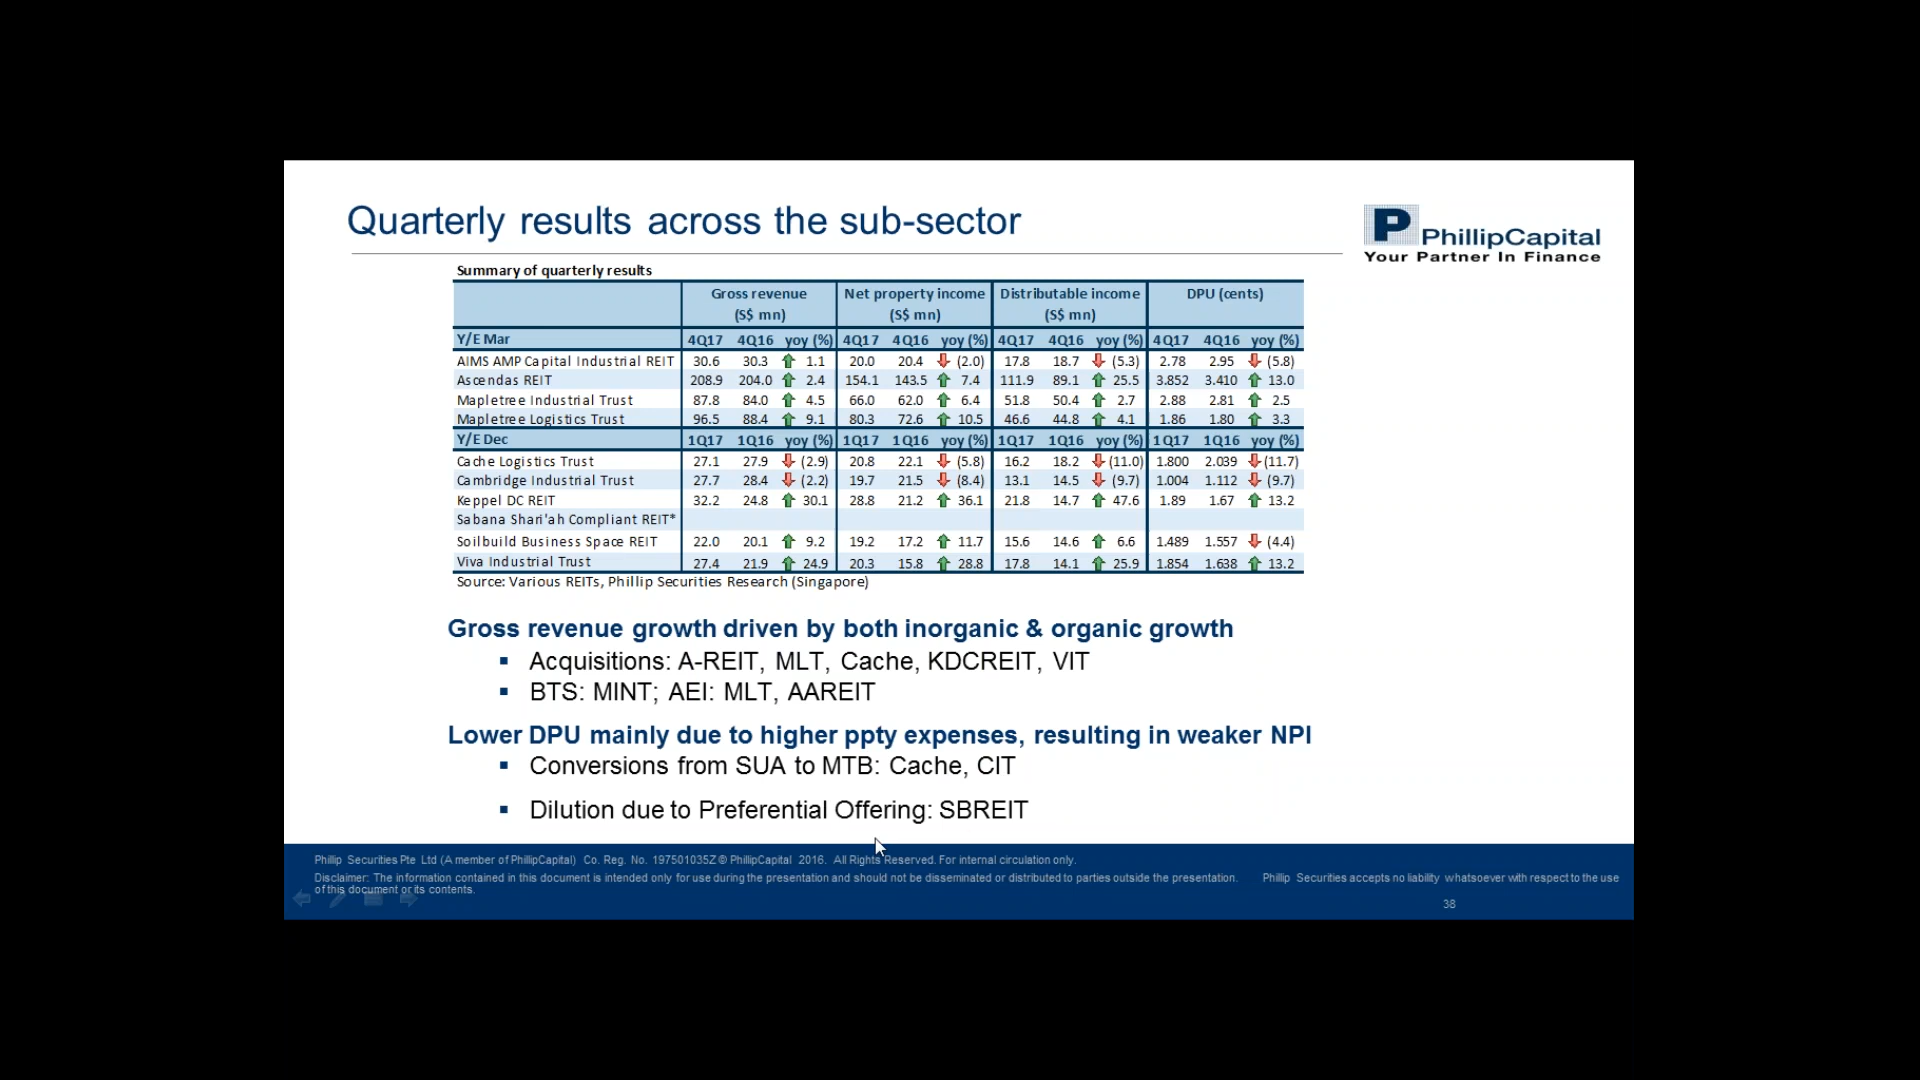 Quarterly results across the sub-sector
P PhillipCapital
Your Partner In Finance
Summary of quarterly results
Gross revenue Net property income Distributable income DPU (cents)
(S$ mn) (S$ mn) (S$ mn)
Y/E Mar 4Q17 4Q16 yoy (%) 4Q17 4Q16 yoy (%) 4Q17 4Q16 yoy (%) 4Q17 4Q16 yoy (%)
AIMS AMP Capital Industrial REIT 30.6 30.3 1.1 20.0 20.4 (2.0) 17.8 18.7 (5.3) 2.78 2.95 (5.8)
Ascendas REIT 208.9 204.0 2.4 154.1 143.5 7.4 111.9 89.1 25.5 3.852 3.410 13.0
Mapletree Industrial Trust 87.8 84.0 4.5 66.0 62.0 6.4 51.8 50.4 2.7 2.88 2.81 2.5
Mapletree Logistics Trust 96.5 88.4 9.1 80.3 72.6 10.5 46.6 44.8 4.1 1.86 1.80 3.3
Y/E Dec 1Q17 1Q16 yoy (%) 1Q17 1Q16 yoy (%) 1Q17 1Q16 yoy (%) 1Q17 1Q16 yoy (%)
Cache Logistics Trust 27.1 27.9 (2.9) 20.8 22.1 (5.8) 16.2 18.2 (11.0) 1.800 2.039 (11.7)
Cambridge Industrial Trust 27.7 28.4 (2.2) 19.7 21.5 (8.4) 13.1 14.5 (9.7) 1.004 1.112 (9.7)
Keppel DC REIT 32.2 24.8 30.1 28.8 21.2 36.1 21.8 14.7 47.6 1.89 1.67 13.2
Sabana Shari'ah Compliant REIT*
Soilbuild Business Space REIT 22.0 20.1 9.2 19.2 17.2 11.7 15.6 14.6 6.6 1.489 1.557 (4.4)
Viva Industrial Trust 27.4 21.9 24.9 20.3 15.8 28.8 17.8 14.1 25.9 1.854 1.638 13.2
Source: Various REITs, Phillip Securities Research (Singapore)
Gross revenue growth driven by both inorganic & organic growth
▪ Acquisitions: A-REIT, MLT, Cache, KDCREIT, VIT
▪ BTS: MINT; AEI: MLT, AAREIT
Lower DPU mainly due to higher ppty expenses, resulting in weaker NPI
▪ Conversions from SUA to MTB: Cache, CIT
▪ Dilution due to Preferential Offering: SBREIT
Phillip Securities Pte Ltd (A member of PhillipCapital) Co. Reg. No. 197501035Z © PhillipCapital 2016. All Rights Reserved. For internal circulation only.
Disclaimer: The information contained in this document is intended only for use during the presentation and should not be disseminated or distributed to parties outside the presentation. Phillip Securities accepts no liability whatsoever with respect to the use
of this document or its contents.
38